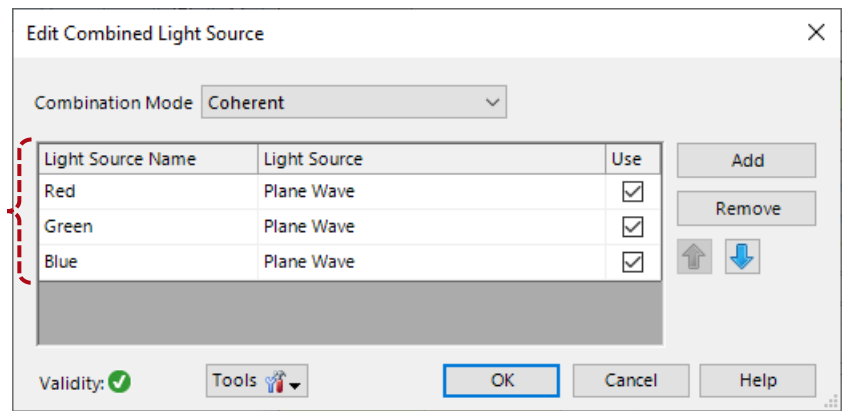 Edit Combined Light Source
Combination Mode Coherent
Light Source Name Light Source Use Add
Red Plane Wave
Remove
Green Plane Wave
Blue Plane Wave
Validity: Tools OK Cancel Help